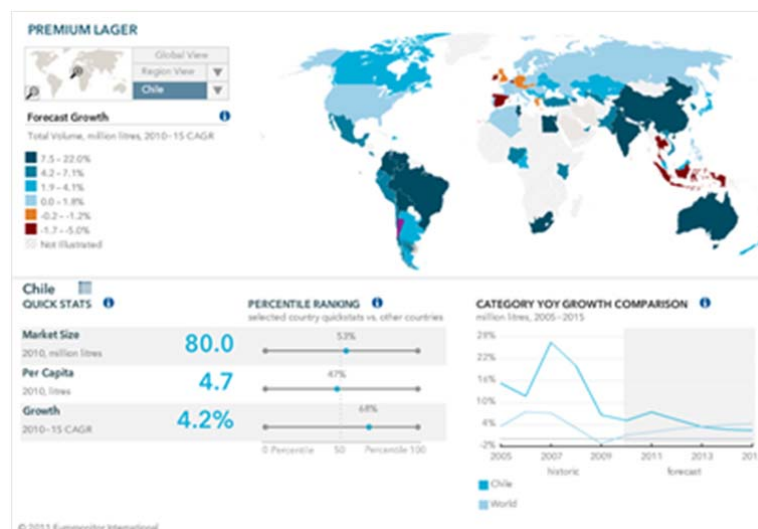 PREMIUM LAGER
Global View
Region View
Chile
Forecast Growth
Total Volume, million litres, 2010-15 CAGR
7.5 - 22.0%
4.2 - 7.1%
1.9 - 4.1%
0.0 - 1.8%
-0.2 - -1.2%
-1.7 - -5.0%
Not Illustrated
Chile
QUICK STATS
Market Size
2010, million litres
80.0
Per Capita
2010, litres
4.7
Growth
2010-15 CAGR
4.2%
PERCENTILE RANKING
selected country quickstats vs. other countries
53%
47%
68%
0 Percentile 50 Percentile 100
CATEGORY YOY GROWTH COMPARISON
million litres, 2005-2015
28%
22%
16%
10%
4%
-2%
2005 2007 2009 2011 2013 201
historic forecast
Chile
World
© 2011 Euromonitor International